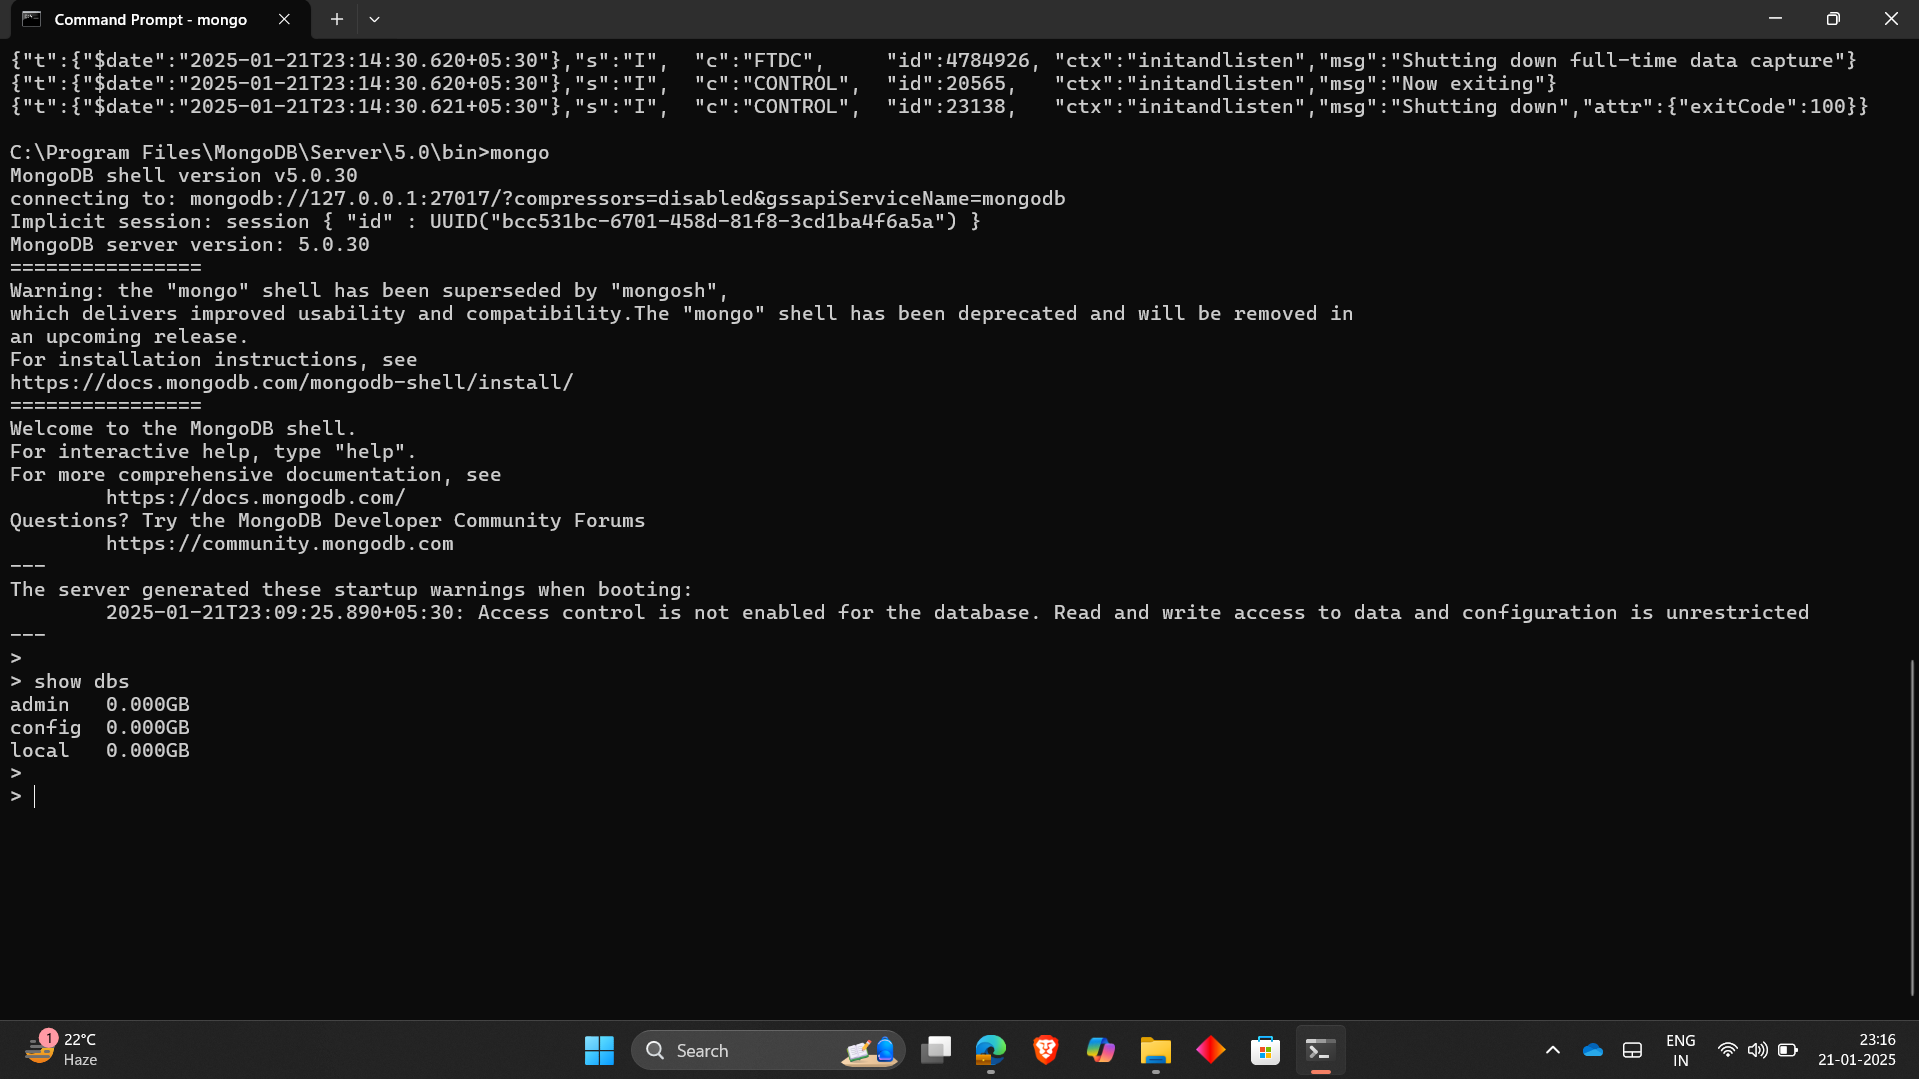 Command Prompt - mongo
{"t":{"$date":"2025-01-21T23:14:30.620+05:30"},"s":"I",  "c":"FTDC",     "id":4784926, "ctx":"initandlisten","msg":"Shutting down full-time data capture"}
{"t":{"$date":"2025-01-21T23:14:30.620+05:30"},"s":"I",  "c":"CONTROL",  "id":20565,   "ctx":"initandlisten","msg":"Now exiting"}
{"t":{"$date":"2025-01-21T23:14:30.621+05:30"},"s":"I",  "c":"CONTROL",  "id":23138,   "ctx":"initandlisten","msg":"Shutting down","attr":{"exitCode":100}}
C:\Program Files\MongoDB\Server\5.0\bin>mongo
MongoDB shell version v5.0.30
connecting to: mongodb://127.0.0.1:27017/?compressors=disabled&gssapiServiceName=mongodb
Implicit session: session { "id" : UUID("bcc531bc-6701-458d-81f8-3cd1ba4f6a5a") }
MongoDB server version: 5.0.30
================
Warning: the "mongo" shell has been superseded by "mongosh",
which delivers improved usability and compatibility.The "mongo" shell has been deprecated and will be removed in
an upcoming release.
For installation instructions, see
https://docs.mongodb.com/mongodb-shell/install/
================
Welcome to the MongoDB shell.
For interactive help, type "help".
For more comprehensive documentation, see
        https://docs.mongodb.com/
Questions? Try the MongoDB Developer Community Forums
        https://community.mongodb.com
---
The server generated these startup warnings when booting:
        2025-01-21T23:09:25.890+05:30: Access control is not enabled for the database. Read and write access to data and configuration is unrestricted
---
>
> show dbs
admin   0.000GB
config  0.000GB
local   0.000GB
>
>
1
22°C
Haze
Search
ENG
IN
23:16
21-01-2025